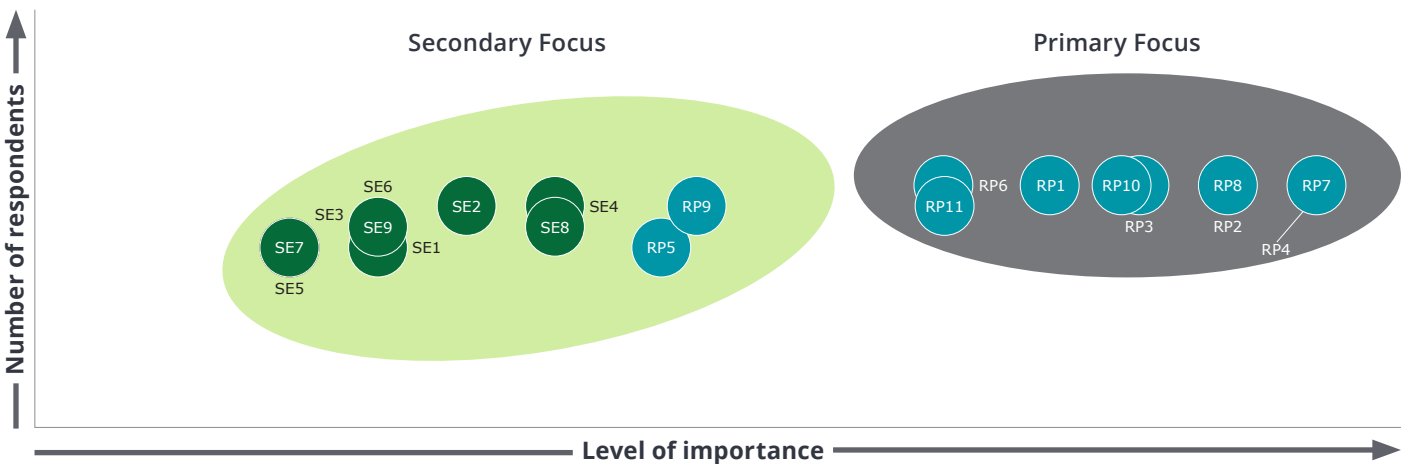 Secondary Focus
Primary Focus
Number of respondents
SE6
SE3
SE9
SE1
SE7
SE5
SE2
SE4
SE8
RP9
RP5
RP6
RP11
RP1
RP10
RP3
RP8
RP2
RP7
RP4
Level of importance